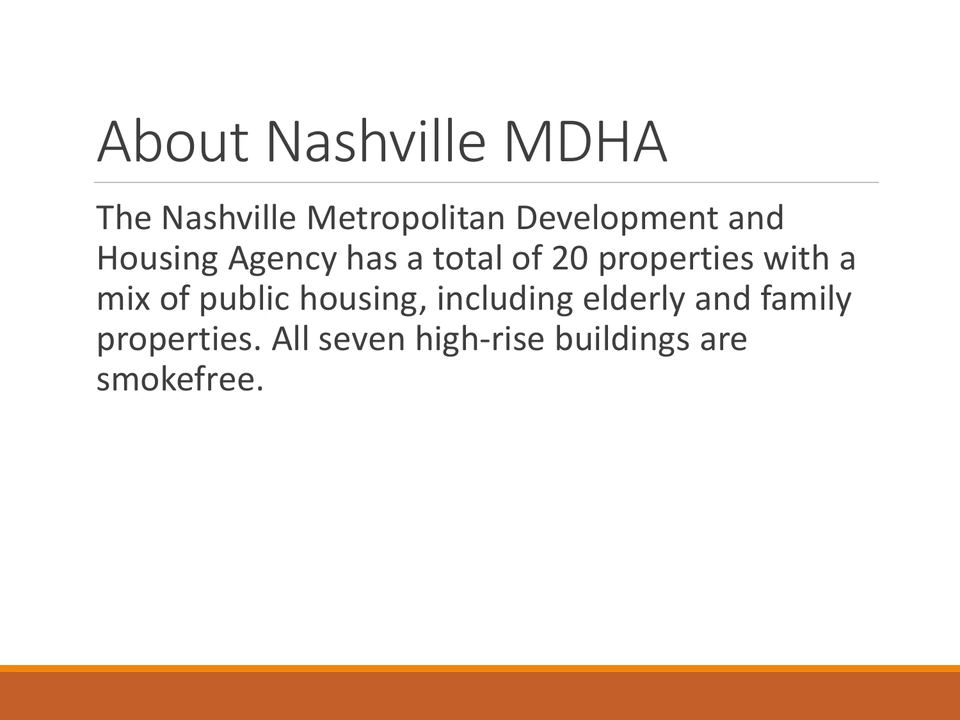 About Nashville MDHA
The Nashville Metropolitan Development and
Housing Agency has a total of 20 properties with a
mix of public housing, including elderly and family
properties. All seven high-rise buildings are
smokefree.